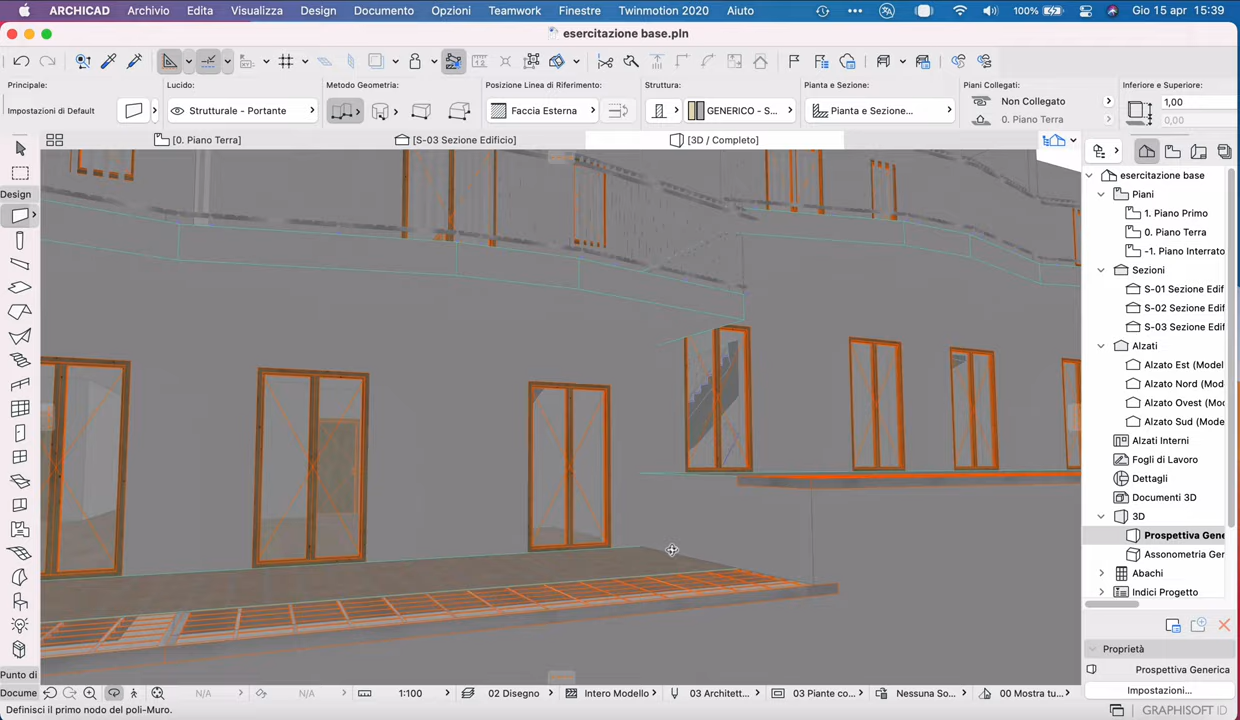 ARCHICAD Archivio Edita Visualizza Design Documento Opzioni Teamwork Finestre Twinmotion 2020 Aiuto 100% Gio 15 apr 15:39
esercitazione base.pln
Principale: Lucido: Metodo Geometria: Posizione Linea di Riferimento: Struttura: Pianta e Sezione: Piani Collegati: Inferiore e Superiore:
Impostazioni di Default Strutturale - Portante Faccia Esterna GENERICO - S... Pianta e Sezione... Non Collegato 1,00
0. Piano Terra 0,00
[0. Piano Terra] [S-03 Sezione Edificio] [3D / Completo]
Design
esercitazione base
Piani
1. Piano Primo
0. Piano Terra
-1. Piano Interrato
Sezioni
S-01 Sezione Edif
S-02 Sezione Edif
S-03 Sezione Edif
Alzati
Alzato Est (Model
Alzato Nord (Mod
Alzato Ovest (Moc
Alzato Sud (Mode
Alzati Interni
Fogli di Lavoro
Dettagli
Documenti 3D
3D
Prospettiva Gene
Assonometria Ger
Abachi
Indici Progetto
Proprietà
Prospettiva Generica
Impostazioni...
Punto di
Docume N/A N/A 1:100 02 Disegno Intero Modello 03 Architett... 03 Piante co... Nessuna So... 00 Mostra tu...
Definisci il primo nodo del poli-Muro. GRAPHISOFT ID